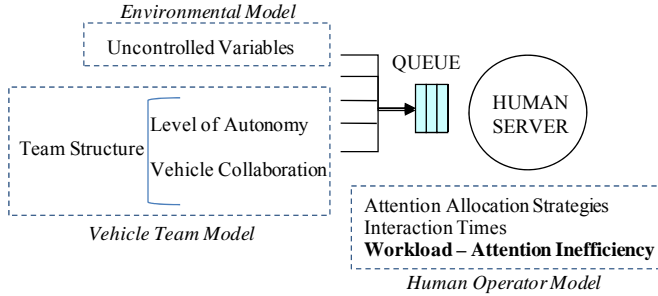 Environmental Model
Uncontrolled Variables
QUEUE
HUMAN
SERVER
Level of Autonomy
Team Structure
Vehicle Collaboration
Vehicle Team Model
Attention Allocation Strategies
Interaction Times
Workload – Attention Inefficiency
Human Operator Model